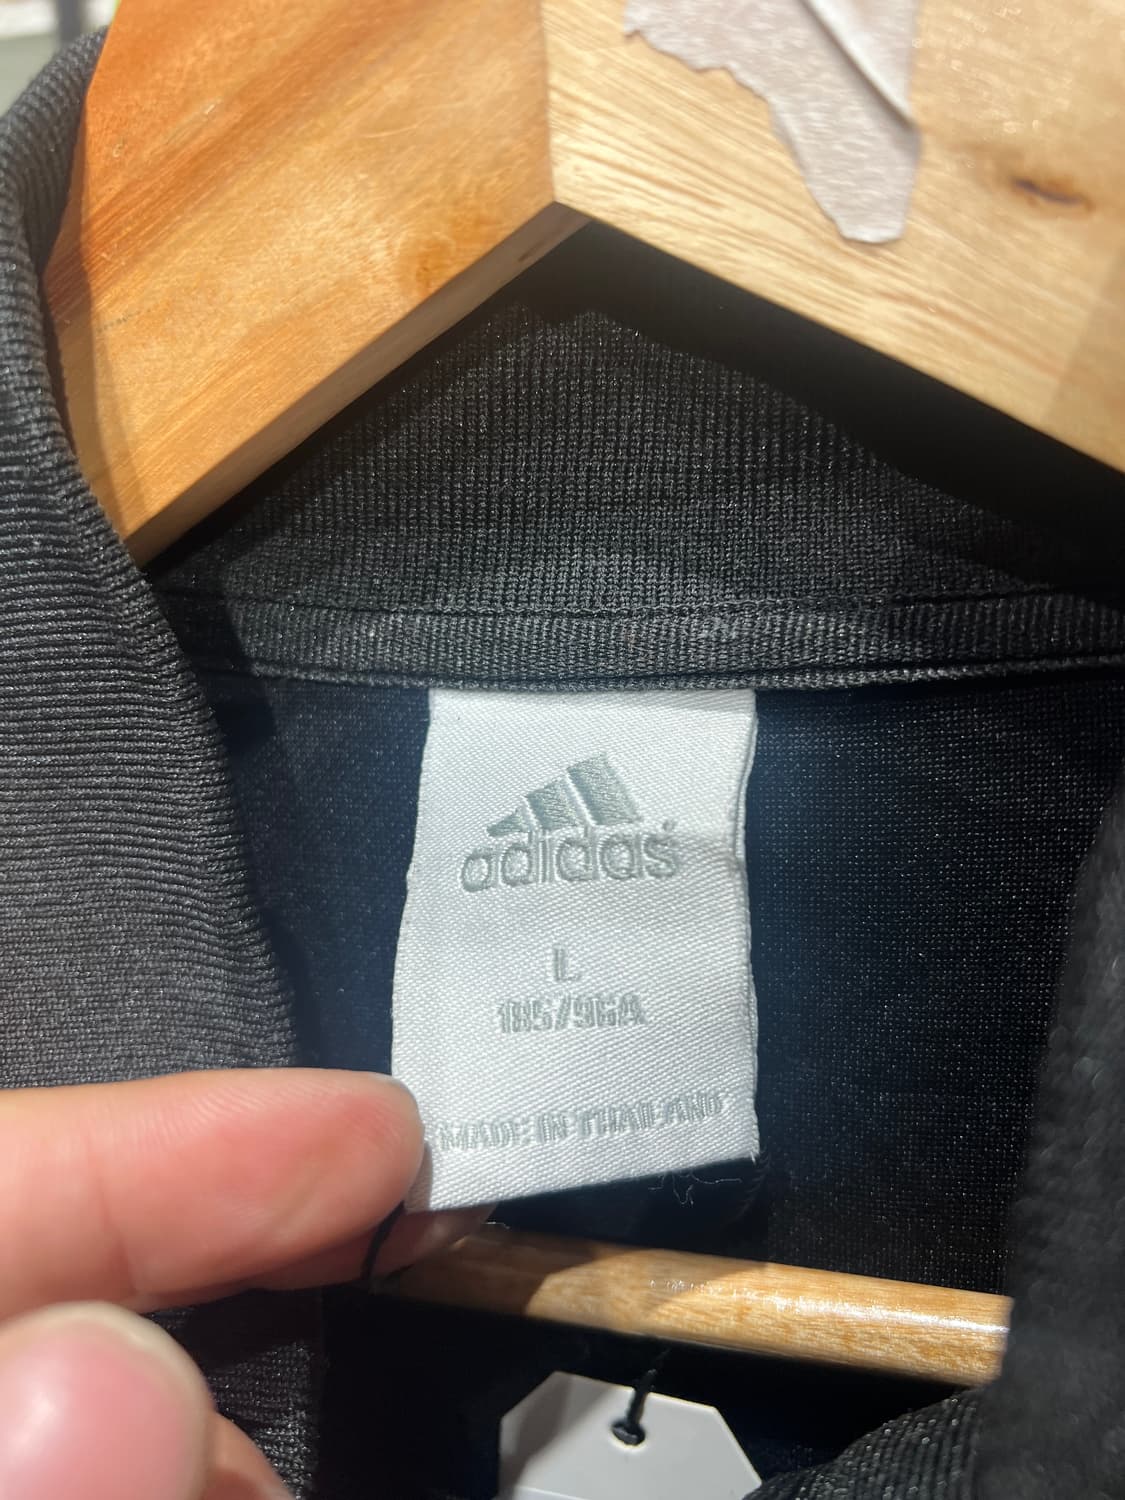 adidas
L
185/96A
MADE IN THAILAND